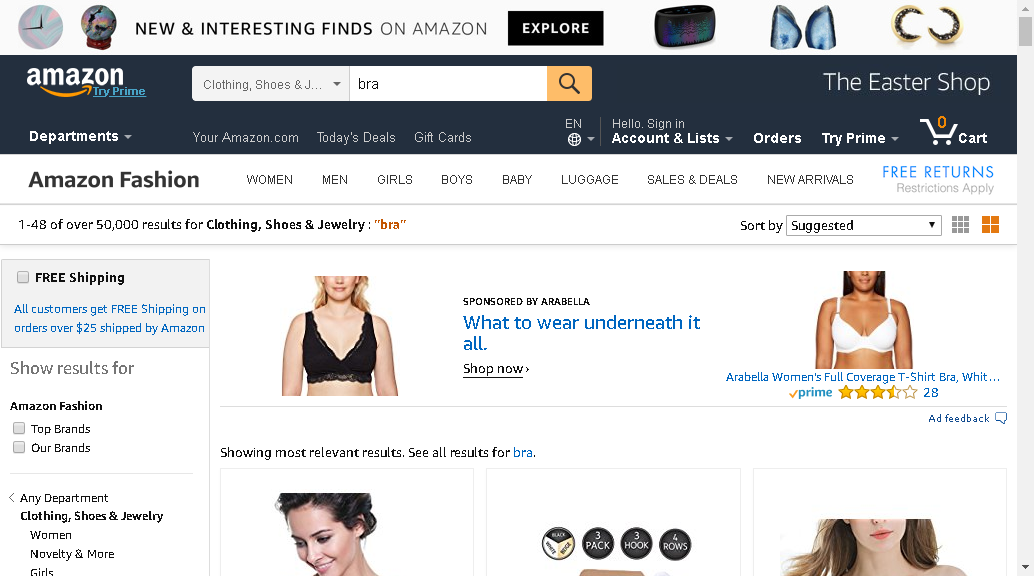 NEW & INTERESTING FINDS ON AMAZON EXPLORE
amazon
Try Prime
Clothing, Shoes & J... bra
The Easter Shop
Departments
Your Amazon.com Today's Deals Gift Cards
EN
Hello. Sign in
Account & Lists
Orders
Try Prime
0
Cart
Amazon Fashion
WOMEN MEN GIRLS BOYS BABY LUGGAGE SALES & DEALS NEW ARRIVALS
FREE RETURNS
Restrictions Apply
1-48 of over 50,000 results for Clothing, Shoes & Jewelry : "bra"
Sort by Suggested
FREE Shipping
All customers get FREE Shipping on
orders over $25 shipped by Amazon
Show results for
Amazon Fashion
Top Brands
Our Brands
Any Department
Clothing, Shoes & Jewelry
Women
Novelty & More
Girls
SPONSORED BY ARABELLA
What to wear underneath it
all.
Shop now ›
Arabella Women's Full Coverage T-Shirt Bra, Whit...
prime 28
Ad feedback
Showing most relevant results. See all results for bra.
BLACK
WHITE
BEIGE
3
PACK
3
HOOK
4
ROWS